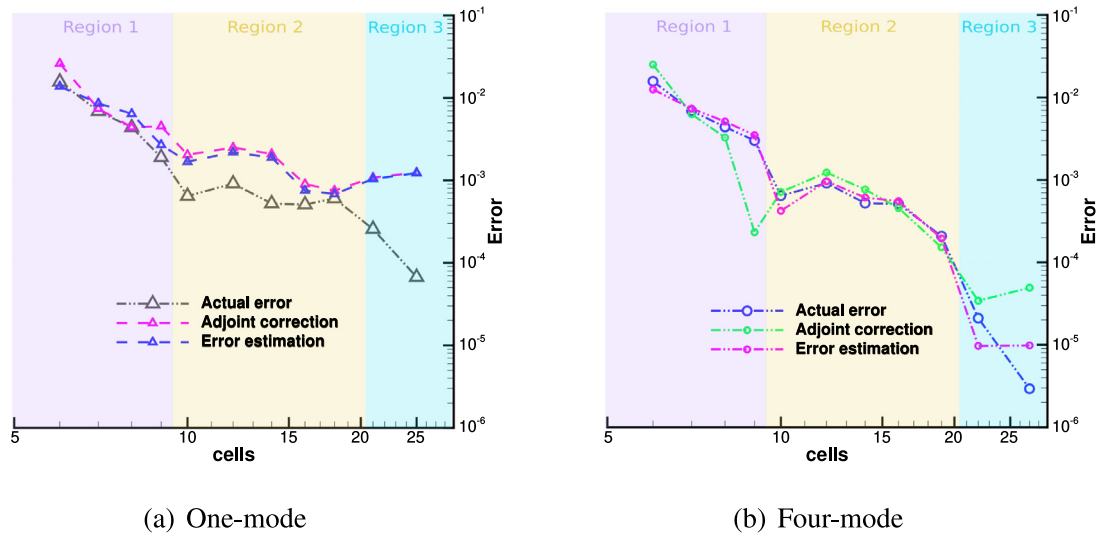 Region 1 Region 2 Region 3
10⁻¹
10⁻²
10⁻³
10⁻⁴
10⁻⁵
10⁻⁶
Error
Actual error
Adjoint correction
Error estimation
5 10 15 20 25
cells
(a) One-mode
Region 1 Region 2 Region 3
10⁻¹
10⁻²
10⁻³
10⁻⁴
10⁻⁵
10⁻⁶
Error
Actual error
Adjoint correction
Error estimation
5 10 15 20 25
cells
(b) Four-mode